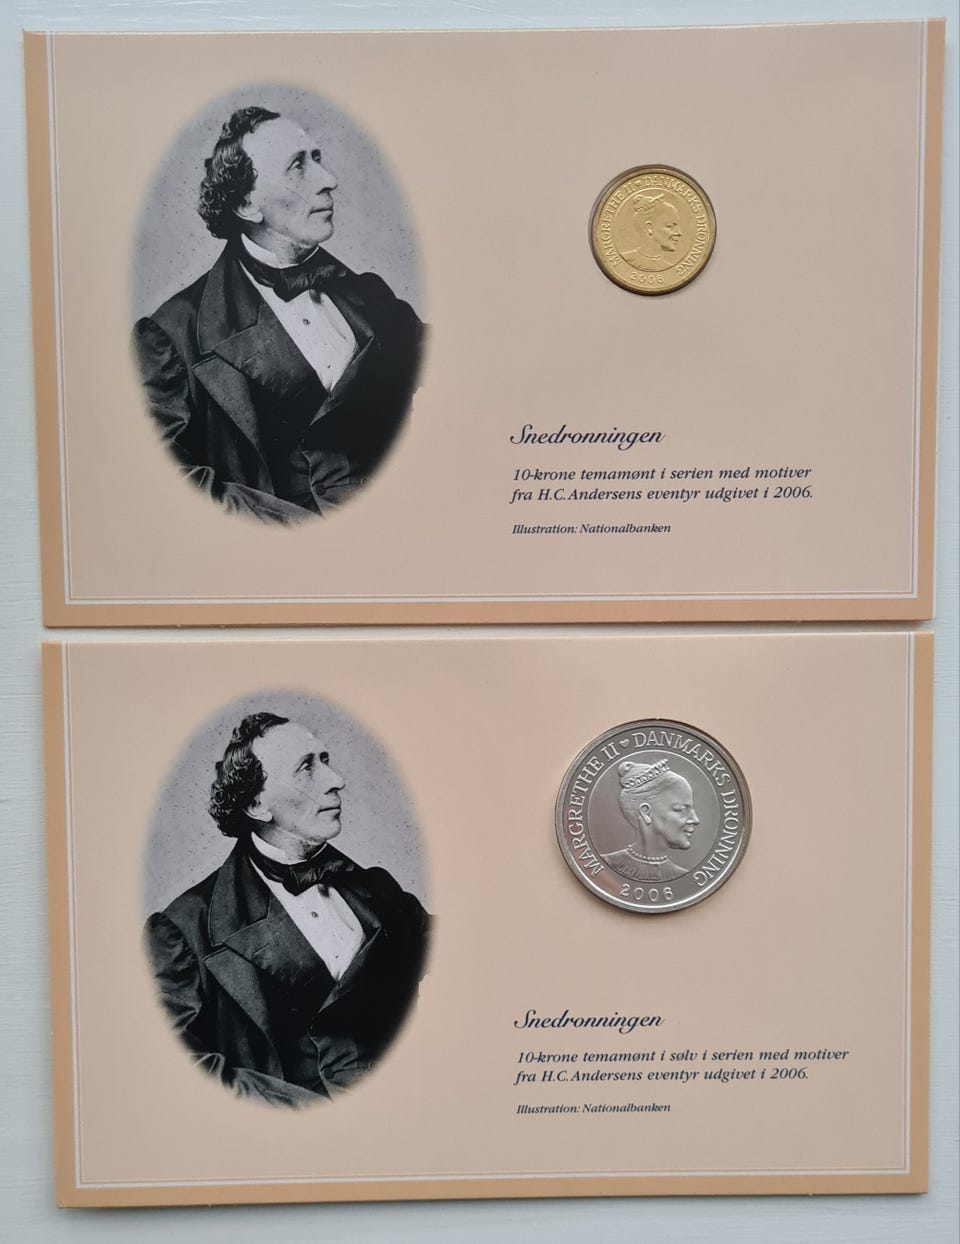 MARGRETHE II ♥ DANMARKS DRONNING
2006
Snedronningen
10-krone temamønt i serien med motiver
fra H.C. Andersens eventyr udgivet i 2006.
Illustration: Nationalbanken
MARGRETHE II ♥ DANMARKS DRONNING
2006
Snedronningen
10-krone temamønt i sølv i serien med motiver
fra H.C. Andersens eventyr udgivet i 2006.
Illustration: Nationalbanken